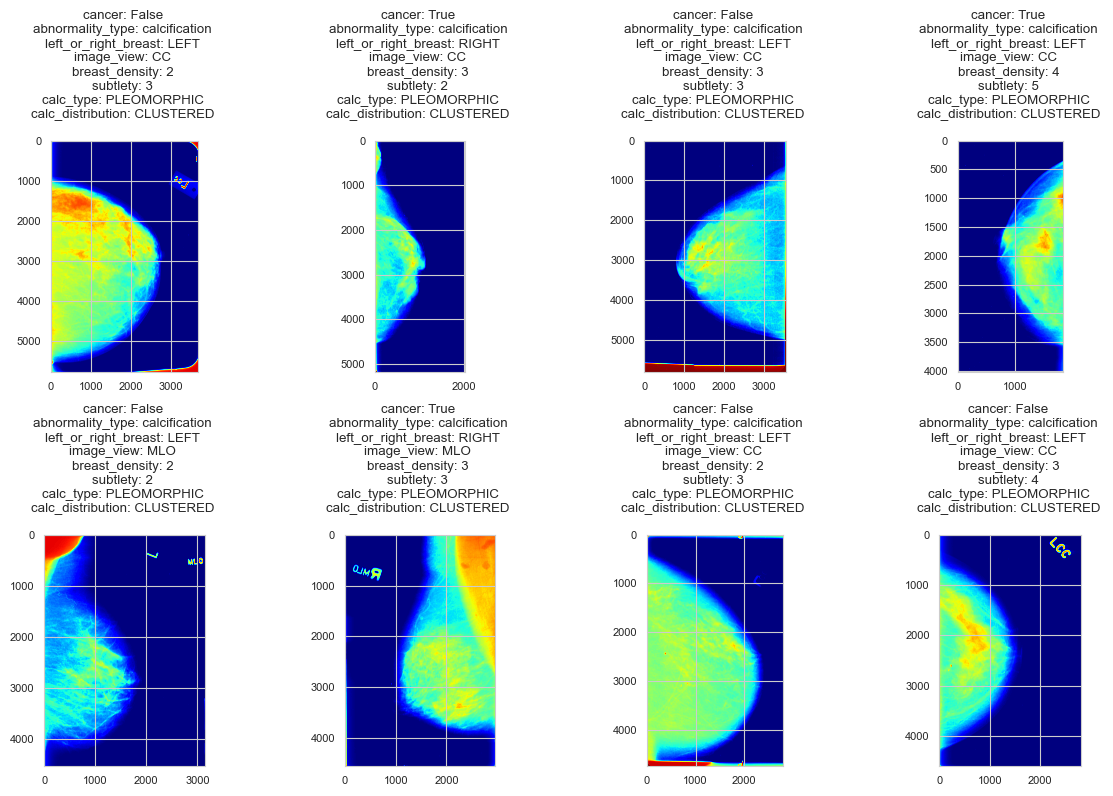 cancer: False
abnormality_type: calcification
left_or_right_breast: LEFT
image_view: CC
breast_density: 2
subtlety: 3
calc_type: PLEOMORPHIC
calc_distribution: CLUSTERED
0
1000
2000
3000
4000
5000
0 1000 2000 3000
cancer: True
abnormality_type: calcification
left_or_right_breast: RIGHT
image_view: CC
breast_density: 3
subtlety: 2
calc_type: PLEOMORPHIC
calc_distribution: CLUSTERED
0
1000
2000
3000
4000
5000
0 2000
cancer: False
abnormality_type: calcification
left_or_right_breast: LEFT
image_view: CC
breast_density: 3
subtlety: 3
calc_type: PLEOMORPHIC
calc_distribution: CLUSTERED
0
1000
2000
3000
4000
5000
0 1000 2000 3000
cancer: True
abnormality_type: calcification
left_or_right_breast: LEFT
image_view: CC
breast_density: 4
subtlety: 5
calc_type: PLEOMORPHIC
calc_distribution: CLUSTERED
0
500
1000
1500
2000
2500
3000
3500
4000
0 1000
cancer: False
abnormality_type: calcification
left_or_right_breast: LEFT
image_view: MLO
breast_density: 2
subtlety: 2
calc_type: PLEOMORPHIC
calc_distribution: CLUSTERED
0
1000
2000
3000
4000
L MLO
0 1000 2000 3000
cancer: True
abnormality_type: calcification
left_or_right_breast: RIGHT
image_view: MLO
breast_density: 3
subtlety: 3
calc_type: PLEOMORPHIC
calc_distribution: CLUSTERED
0
1000
2000
3000
4000
R MLO
0 2000
cancer: False
abnormality_type: calcification
left_or_right_breast: LEFT
image_view: CC
breast_density: 2
subtlety: 3
calc_type: PLEOMORPHIC
calc_distribution: CLUSTERED
0
1000
2000
3000
4000
0 2000
cancer: False
abnormality_type: calcification
left_or_right_breast: LEFT
image_view: CC
breast_density: 3
subtlety: 4
calc_type: PLEOMORPHIC
calc_distribution: CLUSTERED
0
1000
2000
3000
4000
LCC
0 1000 2000